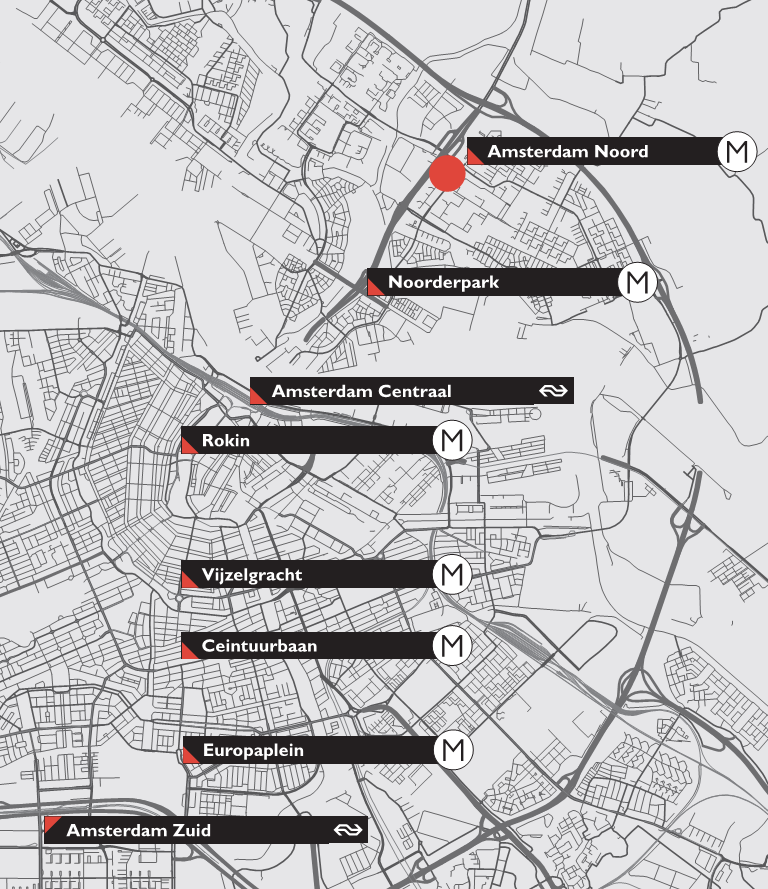 Amsterdam Noord M
Noorderpark M
Amsterdam Centraal
Rokin M
Vijzelgracht M
Ceintuurbaan M
Europaplein M
Amsterdam Zuid